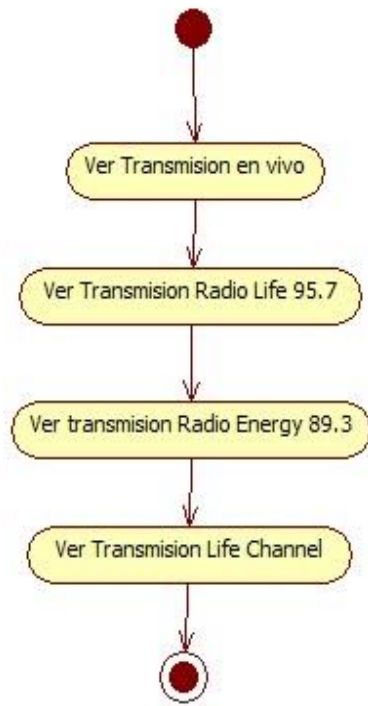 Ver Transmision en vivo
Ver Transmision Radio Life 95.7
Ver transmision Radio Energy 89.3
Ver Transmision Life Channel